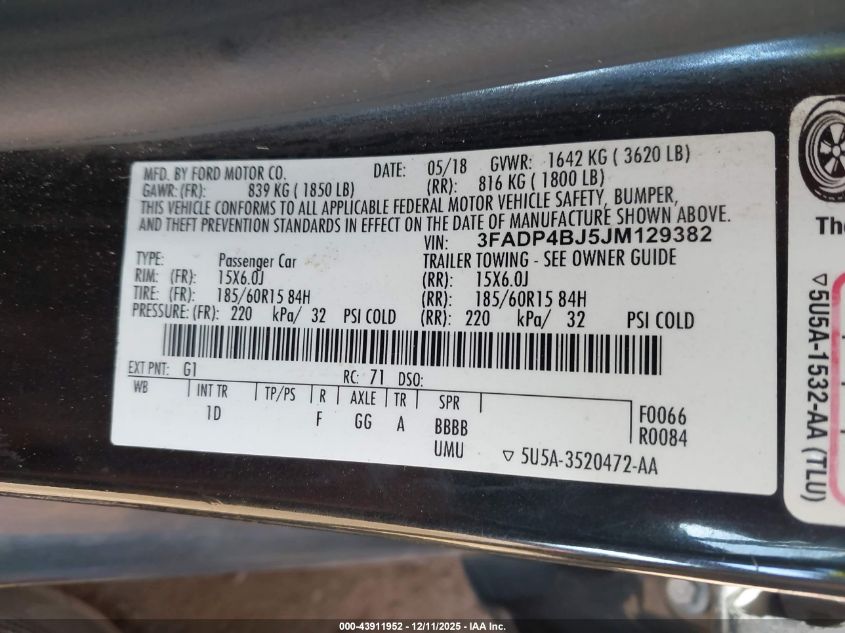 MFD. BY FORD MOTOR CO. DATE: 05/18 GVWR: 1642 KG ( 3620 LB)
GAWR: (FR): 839 KG ( 1850 LB) (RR): 816 KG ( 1800 LB)
THIS VEHICLE CONFORMS TO ALL APPLICABLE FEDERAL MOTOR VEHICLE SAFETY, BUMPER,
AND THEFT PREVENTION STANDARDS IN EFFECT ON THE DATE OF MANUFACTURE SHOWN ABOVE.
VIN: 3FADP4BJ5JM129382
TYPE: Passenger Car TRAILER TOWING - SEE OWNER GUIDE
RIM: (FR): 15X6.0J (RR): 15X6.0J
TIRE: (FR): 185/60R15 84H (RR): 185/60R15 84H
PRESSURE: (FR): 220 kPa/ 32 PSI COLD (RR): 220 kPa/ 32 PSI COLD
EXT PNT: G1 RC: 71 DSO:
WB INT TR TP/PS R AXLE TR SPR
1D F GG A BBBB
UMU
F0066
R0084
▽ 5U5A-3520472-AA
The
▽5U5A-1532-AA (TLU)
000-43911952 - 12/11/2025 - IAA Inc.